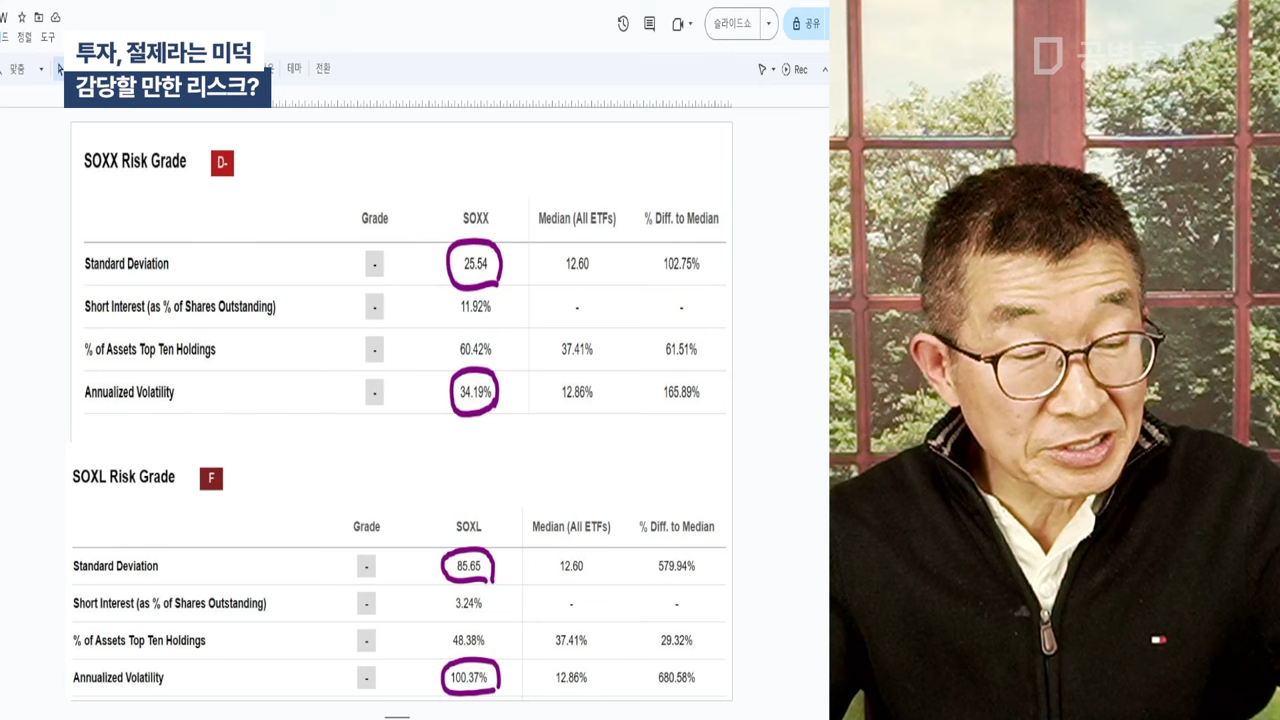 W
드 정렬 도구
슬라이드쇼
공유
투자, 절제라는 미덕
감당할 만한 리스크?
맞춤
테마 전환
Rec
SOXX Risk Grade D-
Grade SOXX Median (All ETFs) % Diff. to Median
Standard Deviation - 25.54 12.60 102.75%
Short Interest (as % of Shares Outstanding) - 11.92% - -
% of Assets Top Ten Holdings - 60.42% 37.41% 61.51%
Annualized Volatility - 34.19% 12.86% 165.89%
SOXL Risk Grade F
Grade SOXL Median (All ETFs) % Diff. to Median
Standard Deviation - 85.65 12.60 579.94%
Short Interest (as % of Shares Outstanding) - 3.24% - -
% of Assets Top Ten Holdings - 48.38% 37.41% 29.32%
Annualized Volatility - 100.37% 12.86% 680.58%